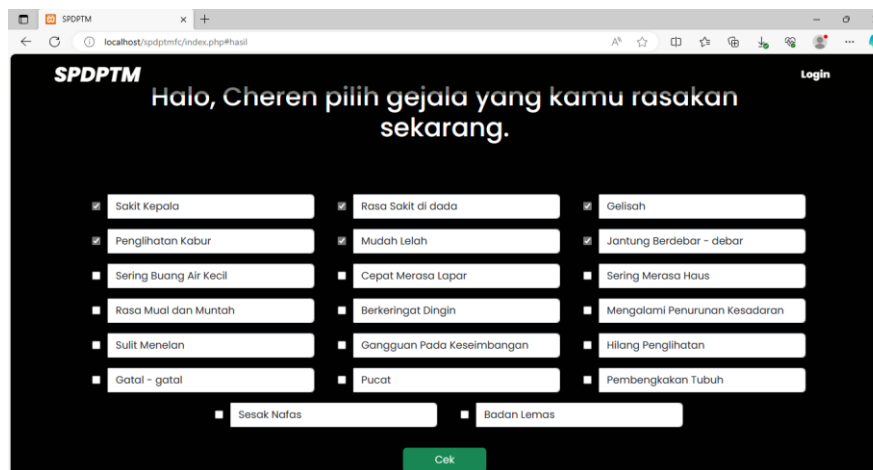 SPDPTM
localhost/spdptmfc/index.php#hasil
SPDPTM
Login
Halo, Cheren pilih gejala yang kamu rasakan
sekarang.
Sakit Kepala
Rasa Sakit di dada
Gelisah
Penglihatan Kabur
Mudah Lelah
Jantung Berdebar - debar
Sering Buang Air Kecil
Cepat Merasa Lapar
Sering Merasa Haus
Rasa Mual dan Muntah
Berkeringat Dingin
Mengalami Penurunan Kesadaran
Sulit Menelan
Gangguan Pada Keseimbangan
Hilang Penglihatan
Gatal - gatal
Pucat
Pembengkakan Tubuh
Sesak Nafas
Badan Lemas
Cek